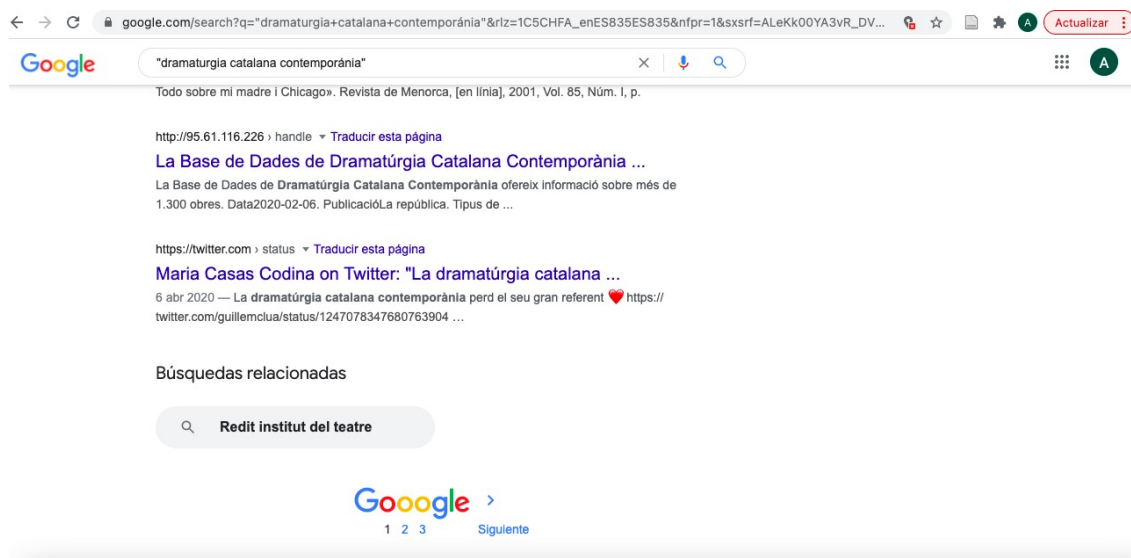 google.com/search?q="dramaturgia+catalana+contemporánia"&rlz=1C5CHFA_enES835ES835&nfpr=1&sxsrf=ALeKk00YA3vR_DV...
A
Actualizar
Google
"dramaturgia catalana contemporánia"
A
Todo sobre mi madre i Chicago». Revista de Menorca, [en línia], 2001, Vol. 85, Núm. I, p.
http://95.61.116.226 › handle Traducir esta página
La Base de Dades de Dramatúrgia Catalana Contemporània ...
La Base de Dades de Dramatúrgia Catalana Contemporània ofereix informació sobre més de
1.300 obres. Data2020-02-06. PublicacióLa república. Tipus de ...
https://twitter.com › status Traducir esta página
Maria Casas Codina on Twitter: "La dramatúrgia catalana ...
6 abr 2020 — La dramatúrgia catalana contemporània perd el seu gran referent ❤️ https://
twitter.com/guillemclua/status/1247078347680763904 ...
Búsquedas relacionadas
Redit institut del teatre
Gooogle >
1 2 3 Siguiente